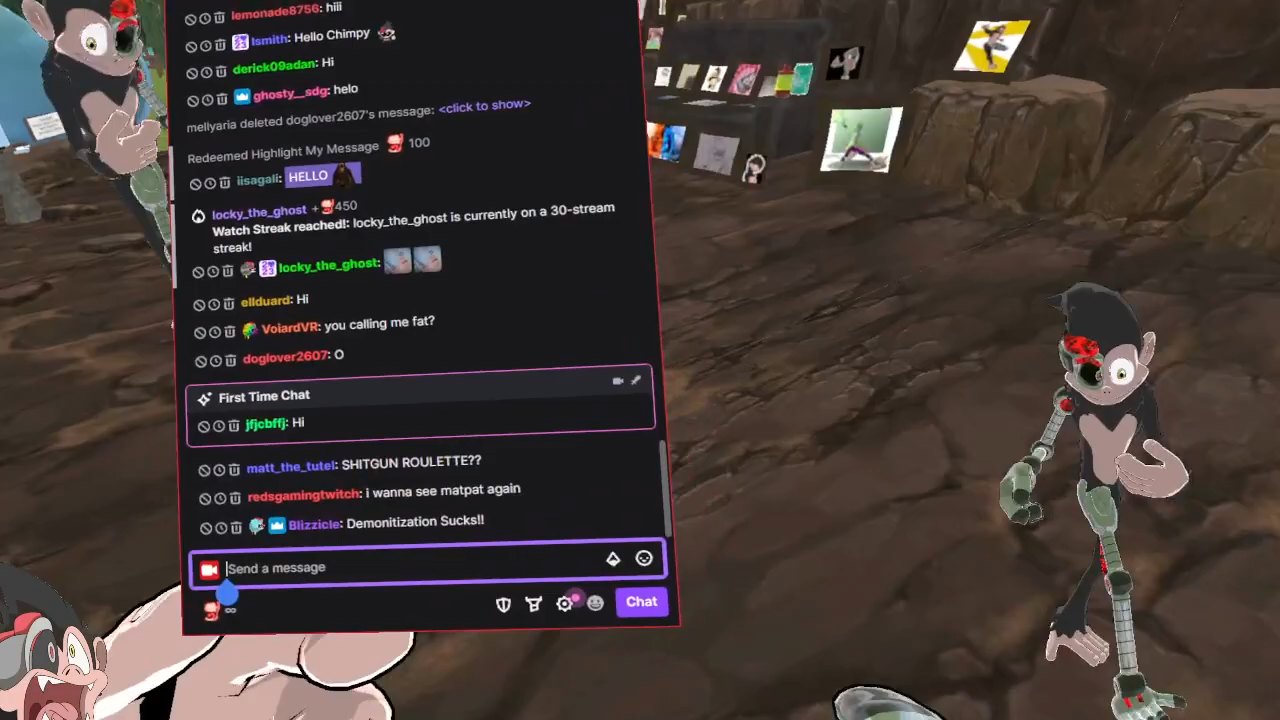 lemonade8756: hiii
lsmith: Hello Chimpy
derick09adan: Hi
ghosty__sdg: helo
mellyaria deleted doglover2607's message: <click to show>
Redeemed Highlight My Message 100
iisagali: HELLO
locky_the_ghost + 450
Watch Streak reached!: locky_the_ghost is currently on a 30-stream
streak!
locky_the_ghost:
ellduard: Hi
VoiardVR: you calling me fat?
doglover2607: O
First Time Chat
jfjcbffj: Hi
matt_the_tutel: SHITGUN ROULETTE??
redsgamingtwitch: i wanna see matpat again
Blizzicle: Demonitization Sucks!!
Send a message
∞
Chat